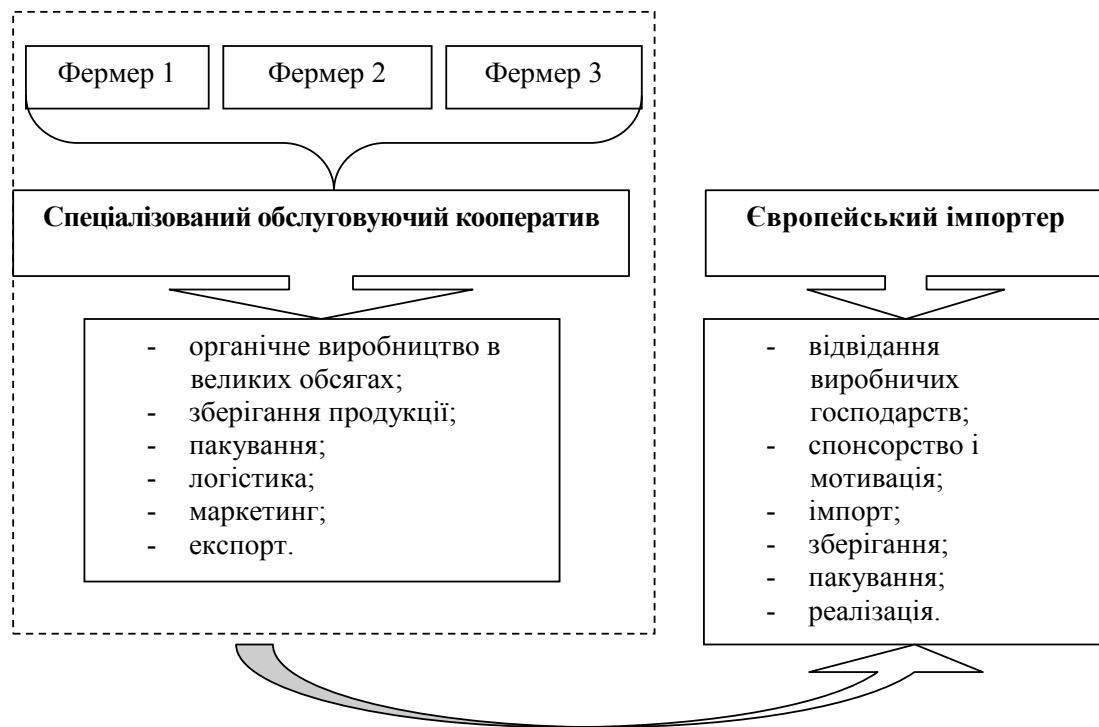 Фермер 1
Фермер 2
Фермер 3
Спеціалізований обслуговуючий кооператив
- органічне виробництво в
великих обсягах;
- зберігання продукції;
- пакування;
- логістика;
- маркетинг;
- експорт.
Європейський імпортер
- відвідання
виробничих
господарств;
- спонсорство і
мотивація;
- імпорт;
- зберігання;
- пакування;
- реалізація.